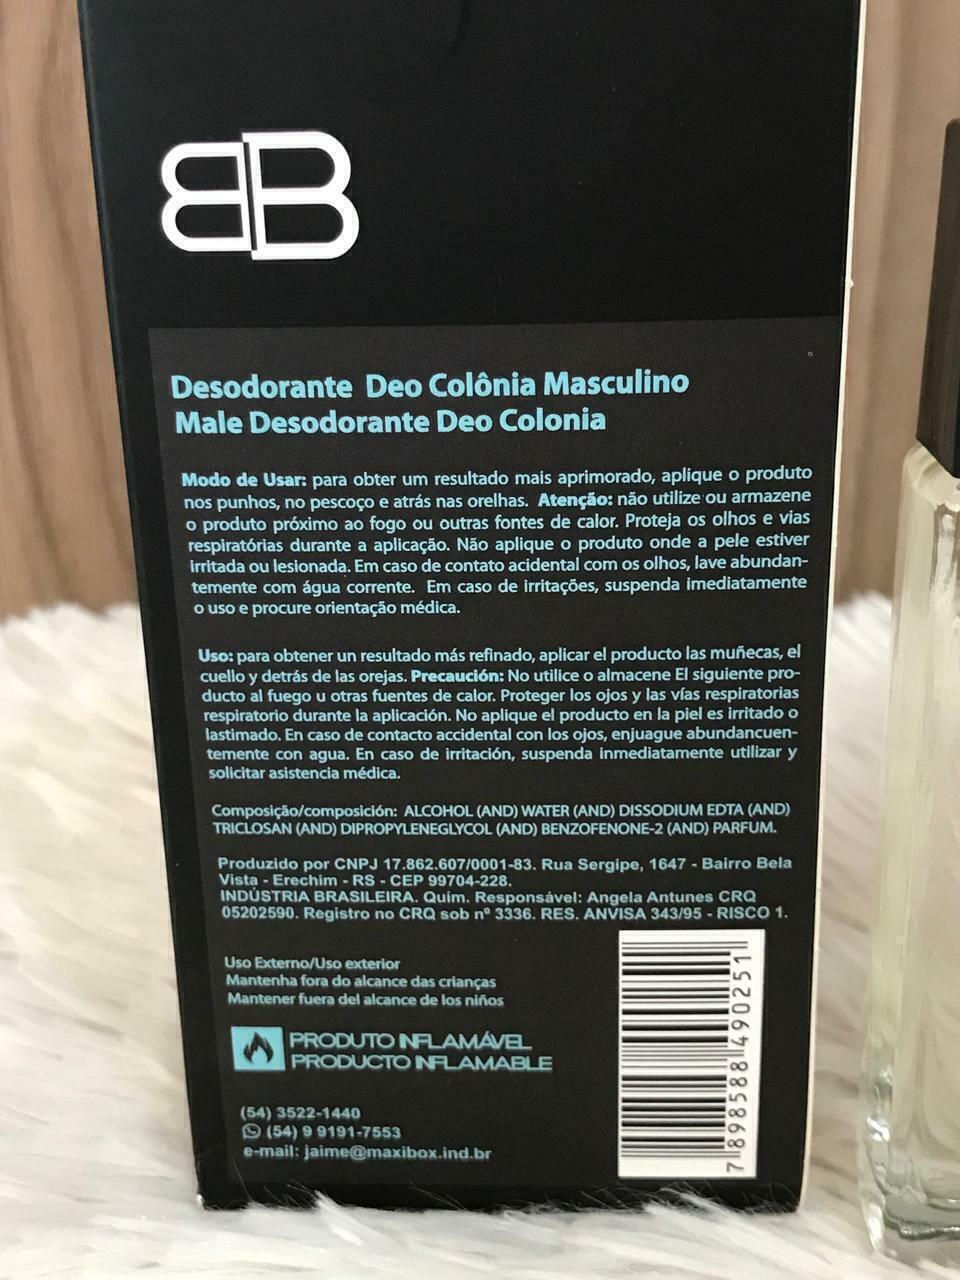 BB
Desodorante Deo Colônia Masculino
Male Desodorante Deo Colonia
Modo de Usar: para obter um resultado mais aprimorado, aplique o produto
nos punhos, no pescoço e atrás nas orelhas. Atenção: não utilize ou armazene
o produto próximo ao fogo ou outras fontes de calor. Proteja os olhos e vias
respiratórias durante a aplicação. Não aplique o produto onde a pele estiver
irritada ou lesionada. Em caso de contato acidental com os olhos, lave abundan-
temente com água corrente. Em caso de irritações, suspenda imediatamente
o uso e procure orientação médica.
Uso: para obtener un resultado más refinado, aplicar el producto las muñecas, el
cuello y detrás de las orejas. Precaución: No utilice o almacene El siguiente pro-
ducto al fuego u otras fuentes de calor. Proteger los ojos y las vías respiratorias
respiratorio durante la aplicación. No aplique el producto en la piel es irritado o
lastimado. En caso de contacto accidental con los ojos, enjuague abundancuen-
temente con agua. En caso de irritación, suspenda inmediatamente utilizar y
solicitar asistencia médica.
Composição/composición: ALCOHOL (AND) WATER (AND) DISSODIUM EDTA (AND)
TRICLOSAN (AND) DIPROPYLENEGLYCOL (AND) BENZOFENONE-2 (AND) PARFUM.
Produzido por CNPJ 17.862.607/0001-83. Rua Sergipe, 1647 - Bairro Bela
Vista - Erechim - RS - CEP 99704-228.
INDÚSTRIA BRASILEIRA. Quím. Responsável: Angela Antunes CRQ
05202590. Registro no CRQ sob nº 3336. RES. ANVISA 343/95 - RISCO 1.
Uso Externo/Uso exterior
Mantenha fora do alcance das crianças
Mantener fuera del alcance de los niños
PRODUTO INFLAMÁVEL
PRODUCTO INFLAMABLE
(54) 3522-1440
(54) 9 9191-7553
e-mail: jaime@maxibox.ind.br
7898588490251